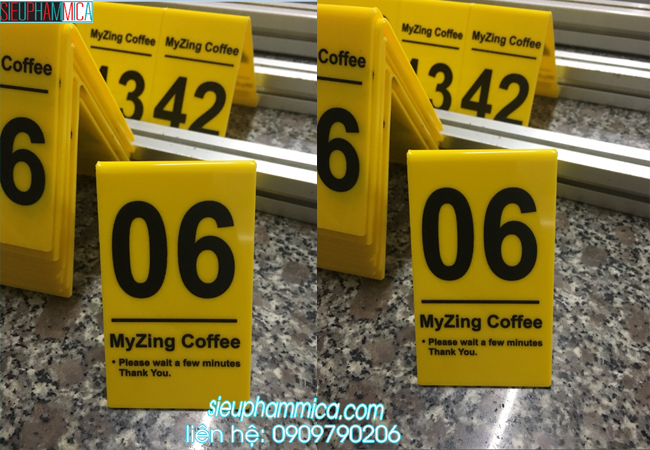 SIEUPHAMMICA
Coffee
6
MyZing Coffee
13
MyZing Coffee
42
06
MyZing Coffee
• Please wait a few minutes
Thank You.
Coffee
6
MyZing Coffee
13
MyZing Coffee
42
06
MyZing Coffee
• Please wait a few minutes
Thank You.
sieuphammica.com
liên hệ: 0909790206